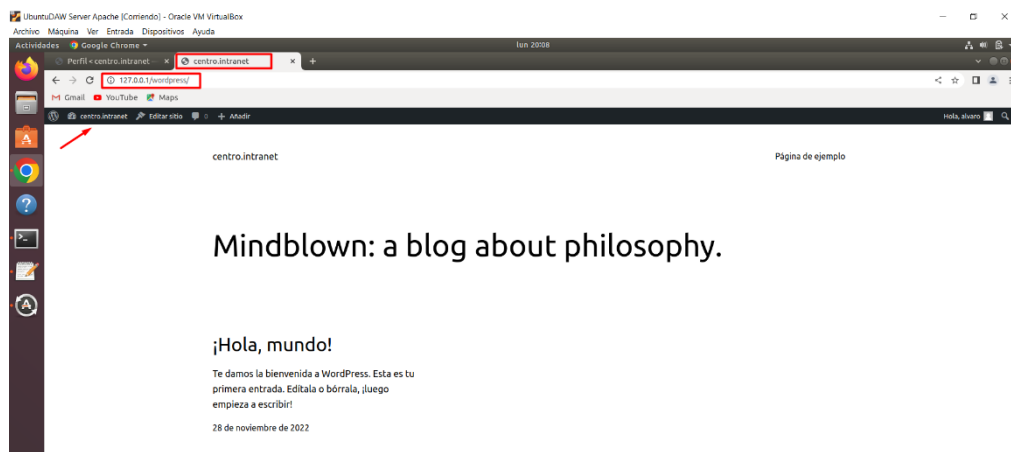 UbuntuDAW Server Apache [Corriendo] - Oracle VM VirtualBox
Archivo Máquina Ver Entrada Dispositivos Ayuda
Actividades Google Chrome lun 20:08
Perfil < centro.intranet centro.intranet
127.0.0.1/wordpress/
Gmail YouTube Maps
centro.intranet Editar sitio 0 + Añadir Hola, alvaro
centro.intranet Página de ejemplo
Mindblown: a blog about philosophy.
¡Hola, mundo!
Te damos la bienvenida a WordPress. Esta es tu
primera entrada. Edítala o bórrala, ¡luego
empieza a escribir!
28 de noviembre de 2022